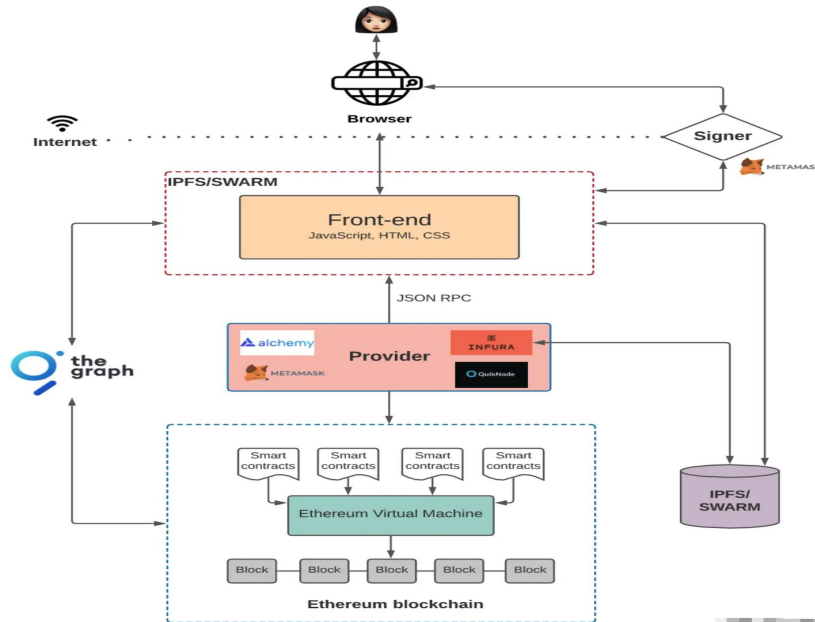 Browser
Internet
Signer
METAMASK
IPFS/SWARM
Front-end
JavaScript, HTML, CSS
JSON RPC
alchemy
Provider
INFURA
METAMASK
QuikNode
the
graph
Smart
contracts
Smart
contracts
Smart
contracts
Smart
contracts
Ethereum Virtual Machine
IPFS/
SWARM
Block
Block
Block
Block
Block
Ethereum blockchain